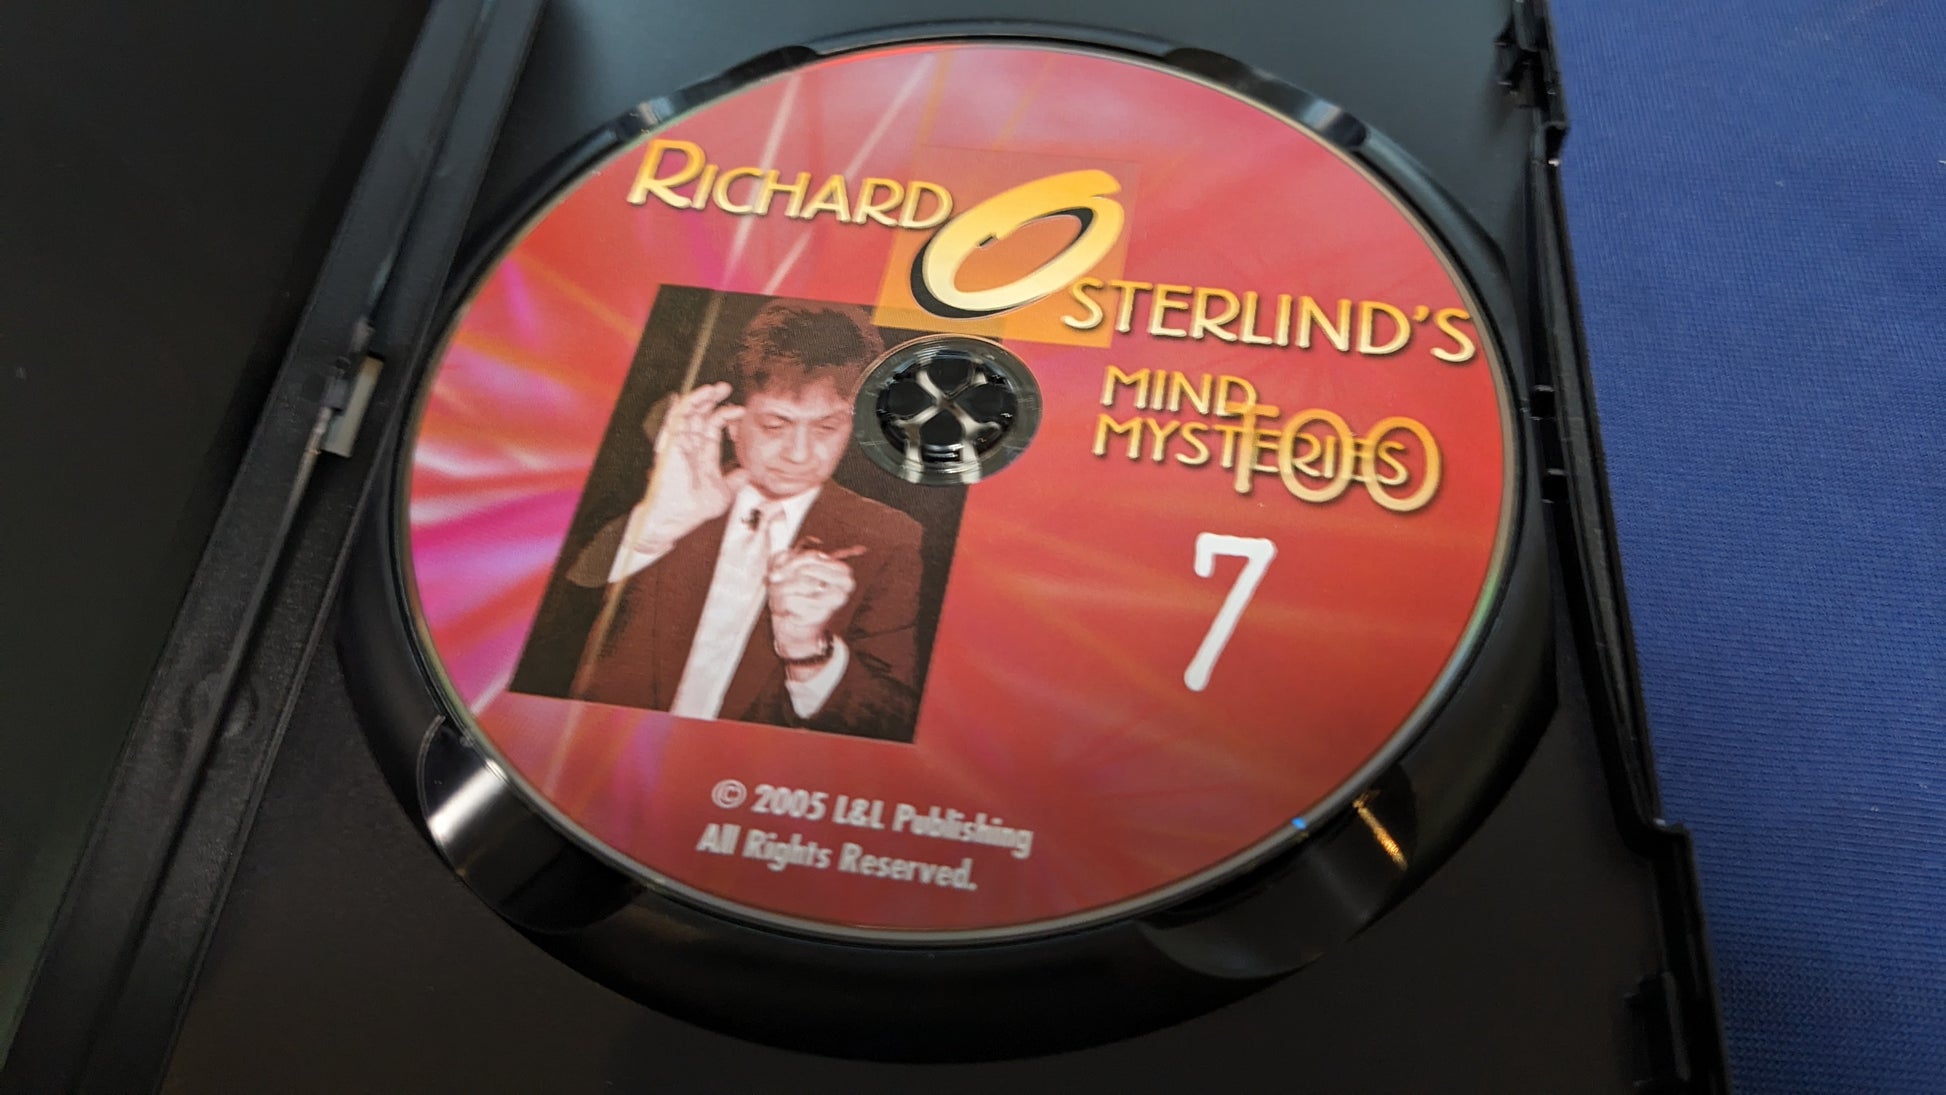 RICHARD OSTERLIND'S
MIND
MYSTERIES TOO
7
© 2005 L&L Publishing
All Rights Reserved.